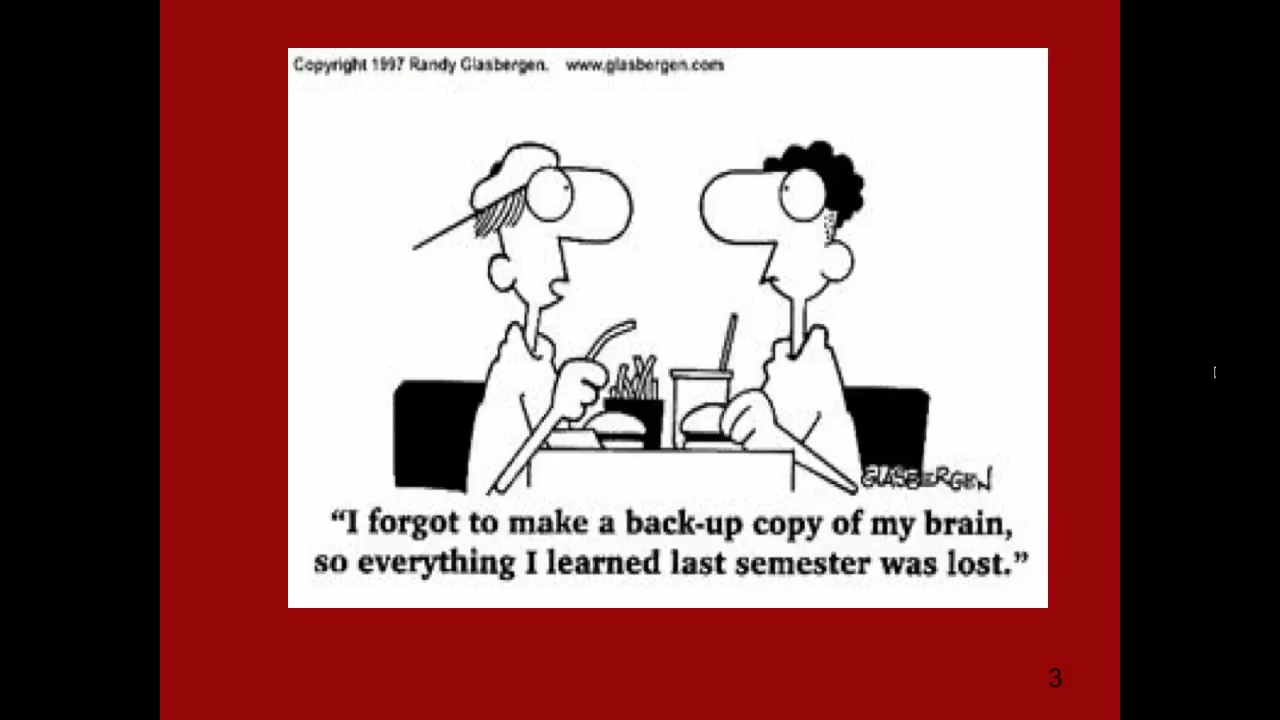 Copyright 1997 Randy Glasbergen. www.glasbergen.com
GLASBERGEN
“I forgot to make a back-up copy of my brain,
so everything I learned last semester was lost.”
3